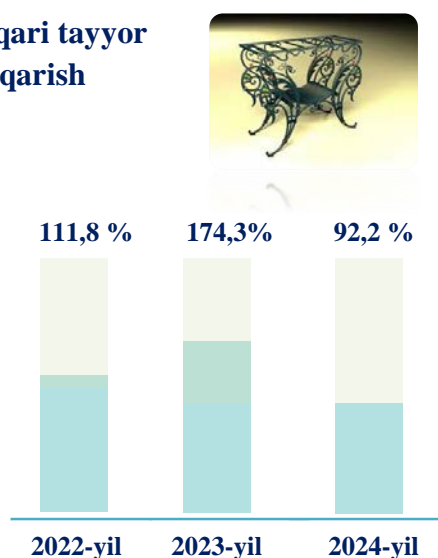 qari tayyor
qarish
111,8 % 174,3% 92,2 %
2022-yil 2023-yil 2024-yil